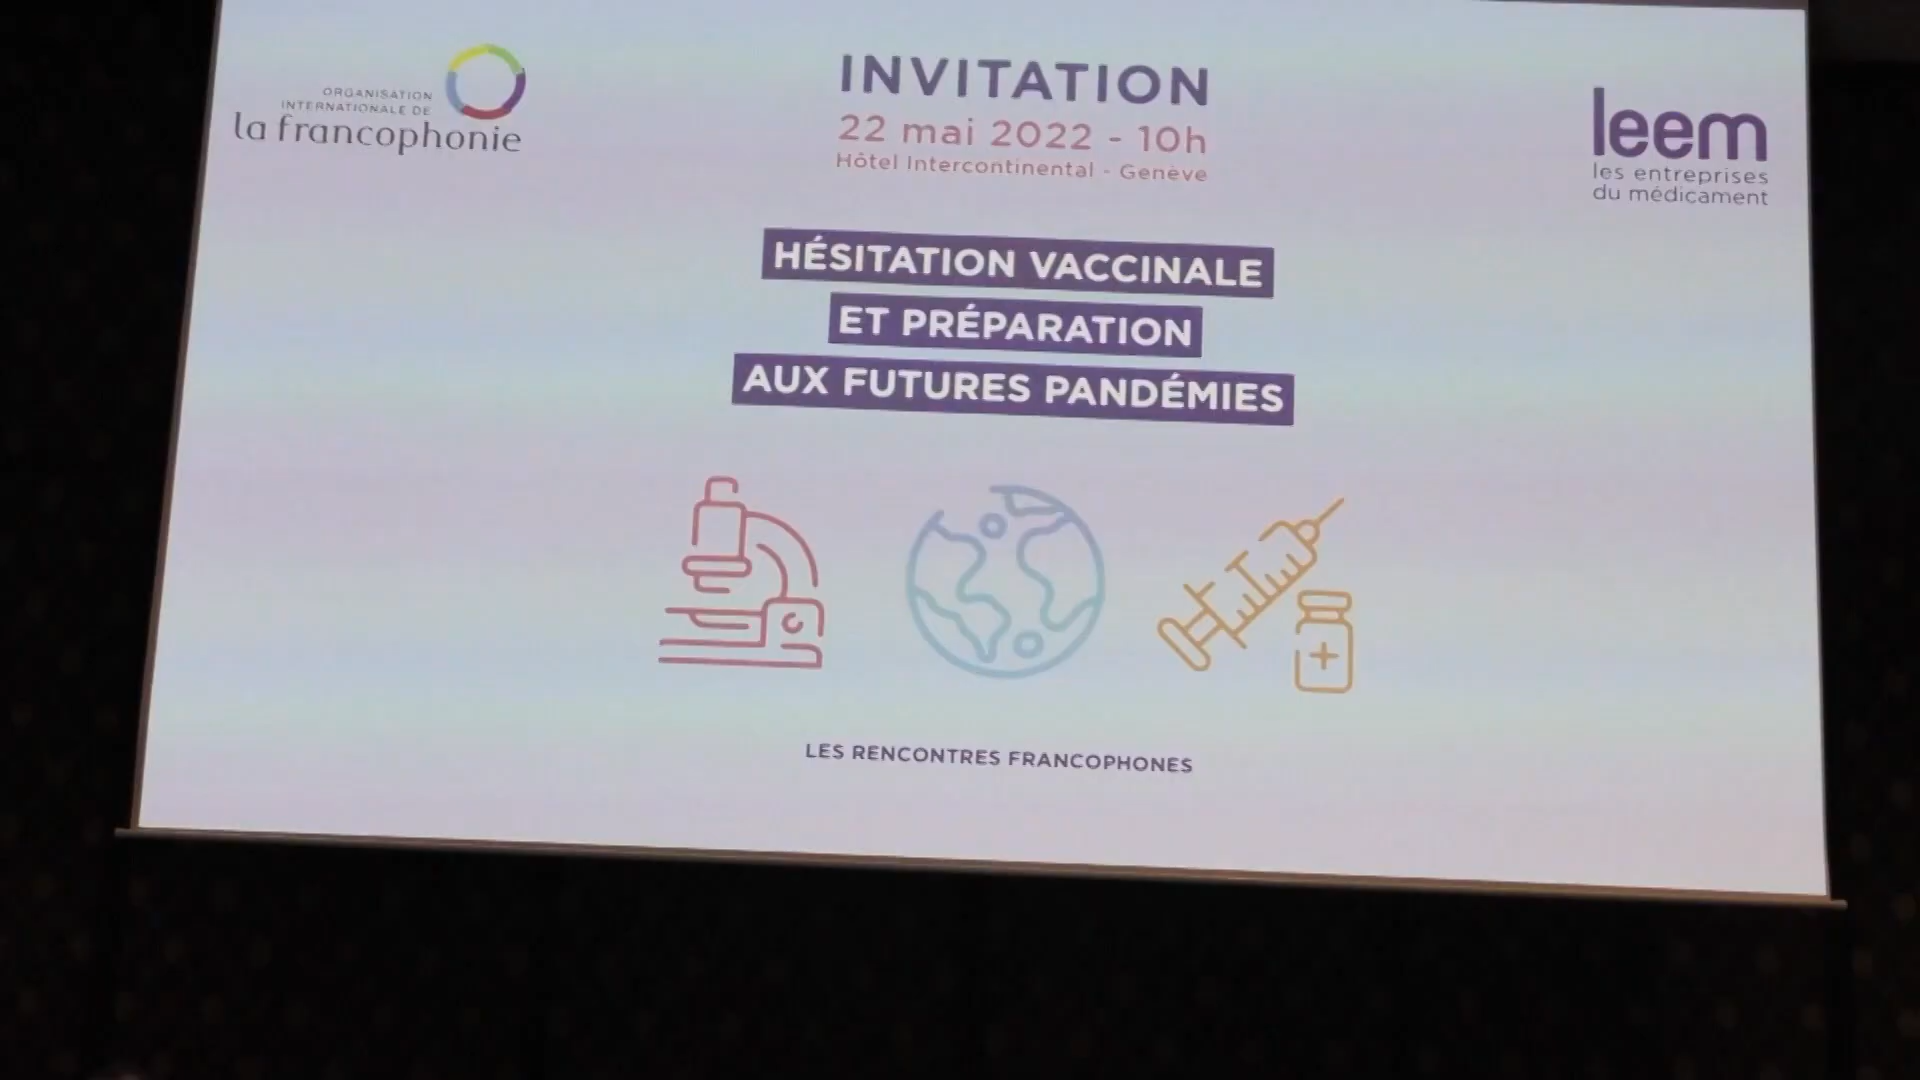 ORGANISATION
INTERNATIONALE DE
la francophonie
INVITATION
22 mai 2022 - 10h
Hôtel Intercontinental - Genève
leem
les entreprises
du médicament
HÉSITATION VACCINALE
ET PRÉPARATION
AUX FUTURES PANDÉMIES
LES RENCONTRES FRANCOPHONES